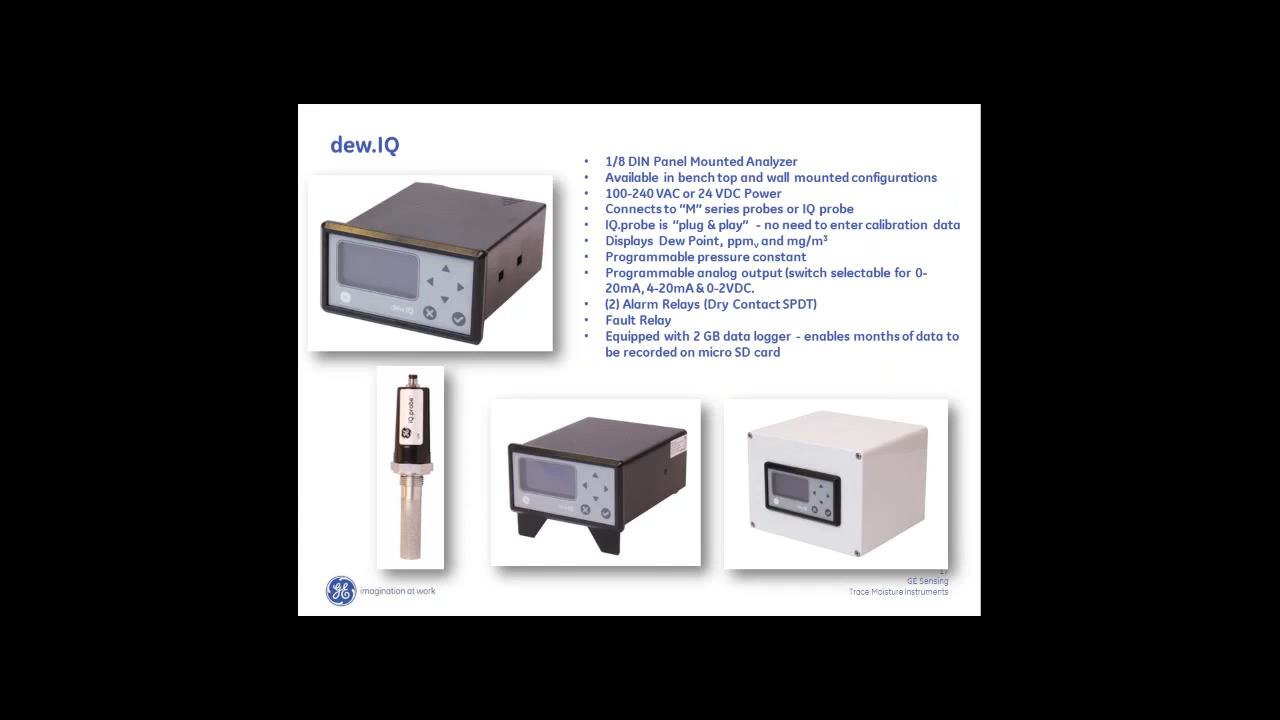 dew.IQ
• 1/8 DIN Panel Mounted Analyzer
• Available in bench top and wall mounted configurations
• 100-240 VAC or 24 VDC Power
• Connects to “M” series probes or IQ probe
• IQ.probe is “plug & play” - no need to enter calibration data
• Displays Dew Point, ppmᵥ and mg/m³
• Programmable pressure constant
• Programmable analog output (switch selectable for 0-
20mA, 4-20mA & 0-2VDC.
• (2) Alarm Relays (Dry Contact SPDT)
• Fault Relay
• Equipped with 2 GB data logger - enables months of data to
be recorded on micro SD card
dew.IQ
IQ.probe
imagination at work
GE Sensing
Trace Moisture Instruments